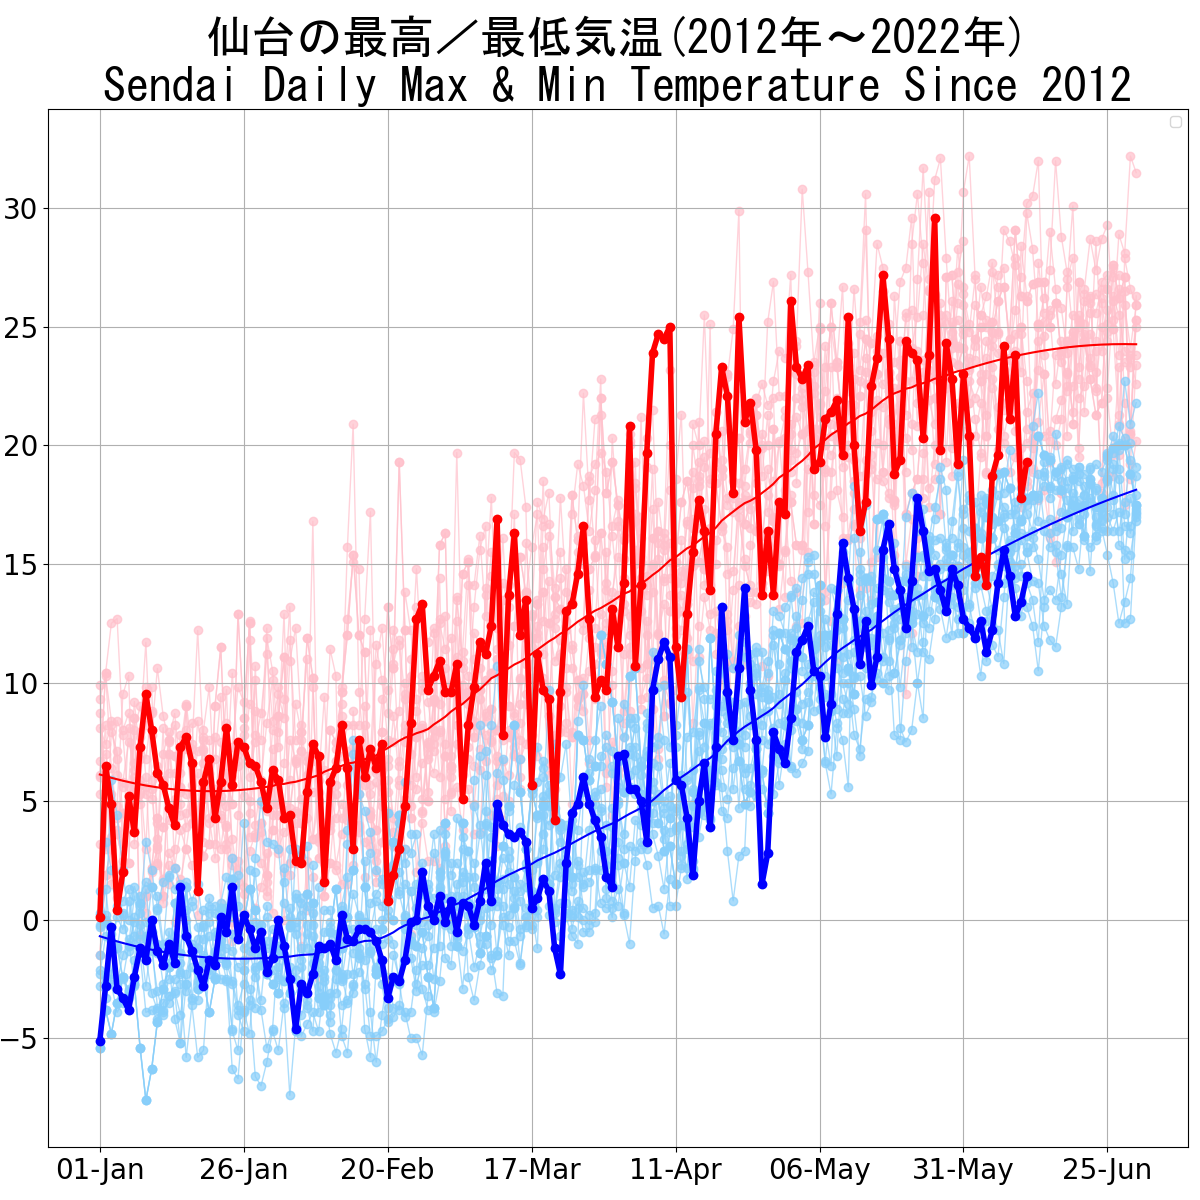 仙台の最高／最低気温(2012年～2022年)
Sendai Daily Max & Min Temperature Since 2012
30
25
20
15
10
5
0
−5
01-Jan 26-Jan 20-Feb 17-Mar 11-Apr 06-May 31-May 25-Jun